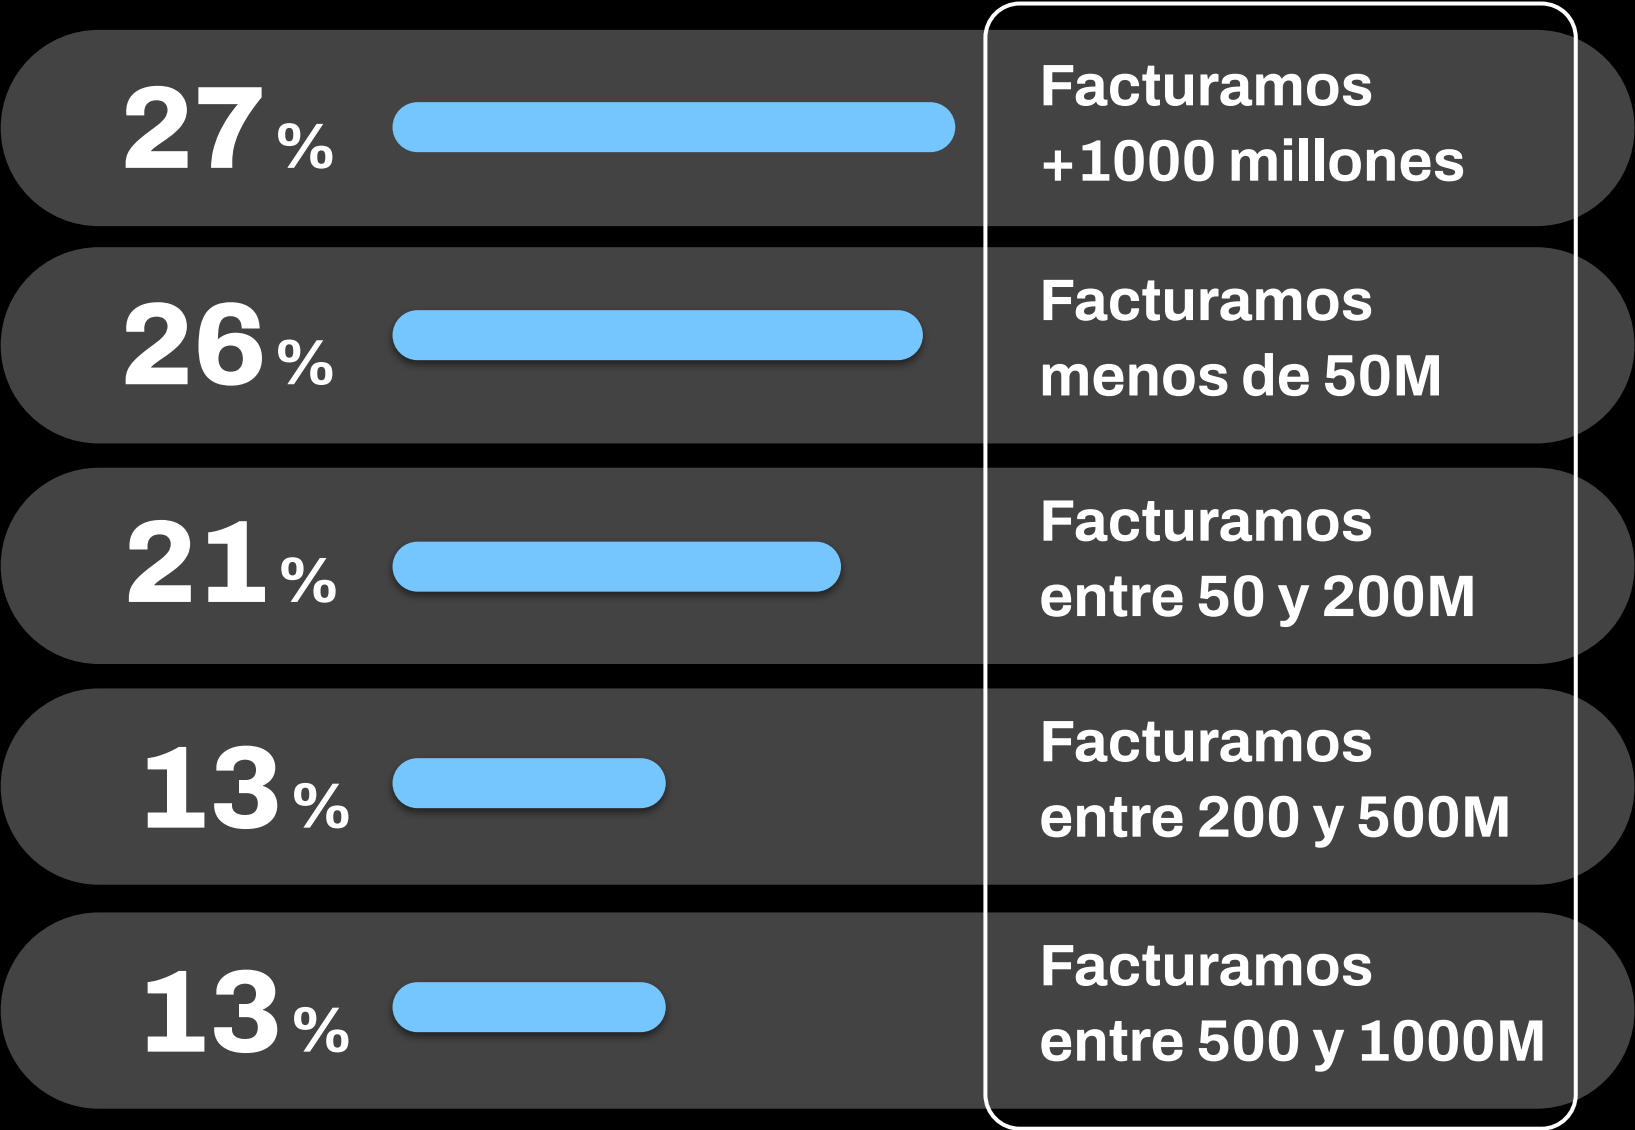 27 %
Facturamos
+1000 millones
26 %
Facturamos
menos de 50M
21 %
Facturamos
entre 50 y 200M
13 %
Facturamos
entre 200 y 500M
13 %
Facturamos
entre 500 y 1000M